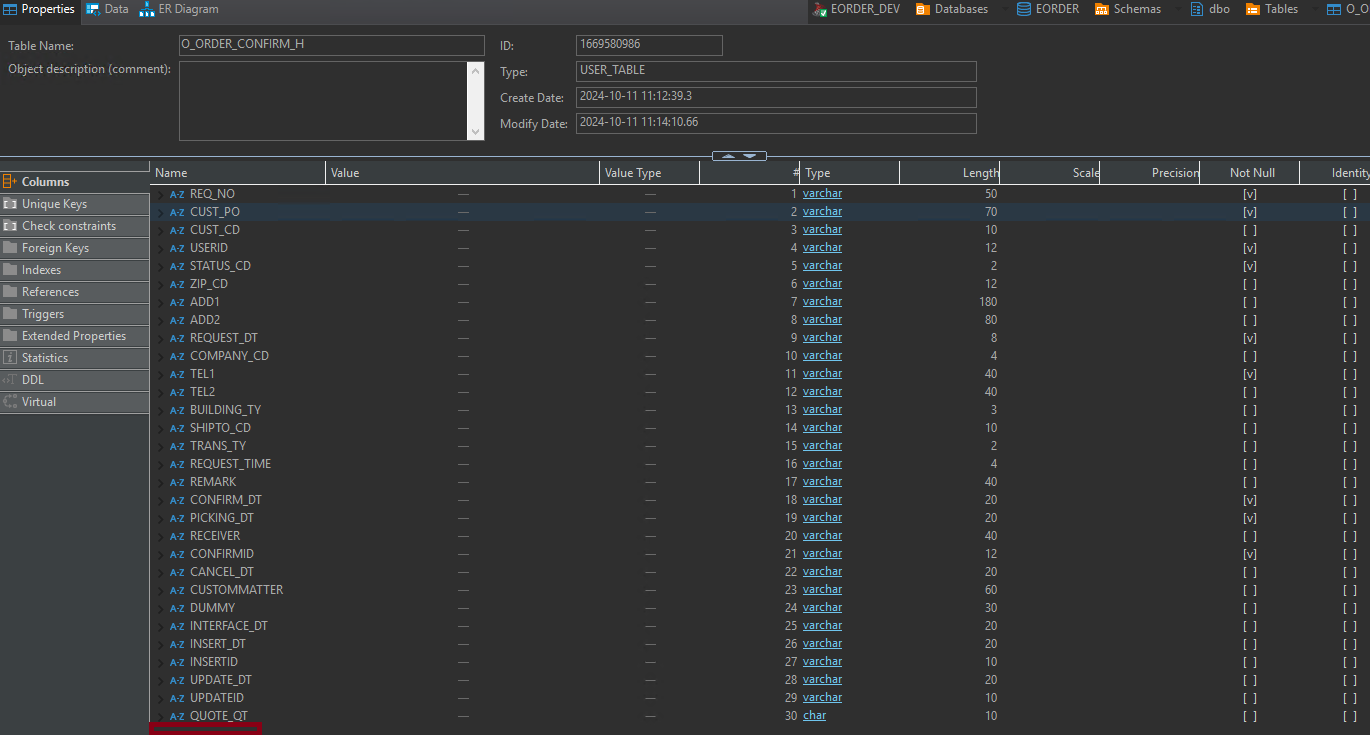 Properties Data ER Diagram EORDER_DEV Databases EORDER Schemas dbo Tables O_O
Table Name: O_ORDER_CONFIRM_H ID: 1669580986
Object description (comment): Type: USER_TABLE
Create Date: 2024-10-11 11:12:39.3
Modify Date: 2024-10-11 11:14:10.66
Columns
Unique Keys
Check constraints
Foreign Keys
Indexes
References
Triggers
Extended Properties
Statistics
DDL
Virtual
Name Value Value Type # Type Length Scale Precision Not Null Identity
A-Z REQ_NO — — 1 varchar 50 [v] [ ]
A-Z CUST_PO — — 2 varchar 70 [v] [ ]
A-Z CUST_CD — — 3 varchar 10 [ ] [ ]
A-Z USERID — — 4 varchar 12 [v] [ ]
A-Z STATUS_CD — — 5 varchar 2 [v] [ ]
A-Z ZIP_CD — — 6 varchar 12 [ ] [ ]
A-Z ADD1 — — 7 varchar 180 [ ] [ ]
A-Z ADD2 — — 8 varchar 80 [ ] [ ]
A-Z REQUEST_DT — — 9 varchar 8 [v] [ ]
A-Z COMPANY_CD — — 10 varchar 4 [ ] [ ]
A-Z TEL1 — — 11 varchar 40 [v] [ ]
A-Z TEL2 — — 12 varchar 40 [ ] [ ]
A-Z BUILDING_TY — — 13 varchar 3 [ ] [ ]
A-Z SHIPTO_CD — — 14 varchar 10 [ ] [ ]
A-Z TRANS_TY — — 15 varchar 2 [ ] [ ]
A-Z REQUEST_TIME — — 16 varchar 4 [ ] [ ]
A-Z REMARK — — 17 varchar 40 [ ] [ ]
A-Z CONFIRM_DT — — 18 varchar 20 [v] [ ]
A-Z PICKING_DT — — 19 varchar 20 [v] [ ]
A-Z RECEIVER — — 20 varchar 40 [ ] [ ]
A-Z CONFIRMID — — 21 varchar 12 [v] [ ]
A-Z CANCEL_DT — — 22 varchar 20 [ ] [ ]
A-Z CUSTOMMATTER — — 23 varchar 60 [ ] [ ]
A-Z DUMMY — — 24 varchar 30 [ ] [ ]
A-Z INTERFACE_DT — — 25 varchar 20 [ ] [ ]
A-Z INSERT_DT — — 26 varchar 20 [ ] [ ]
A-Z INSERTID — — 27 varchar 10 [ ] [ ]
A-Z UPDATE_DT — — 28 varchar 20 [ ] [ ]
A-Z UPDATEID — — 29 varchar 10 [ ] [ ]
A-Z QUOTE_QT — — 30 char 10 [ ] [ ]